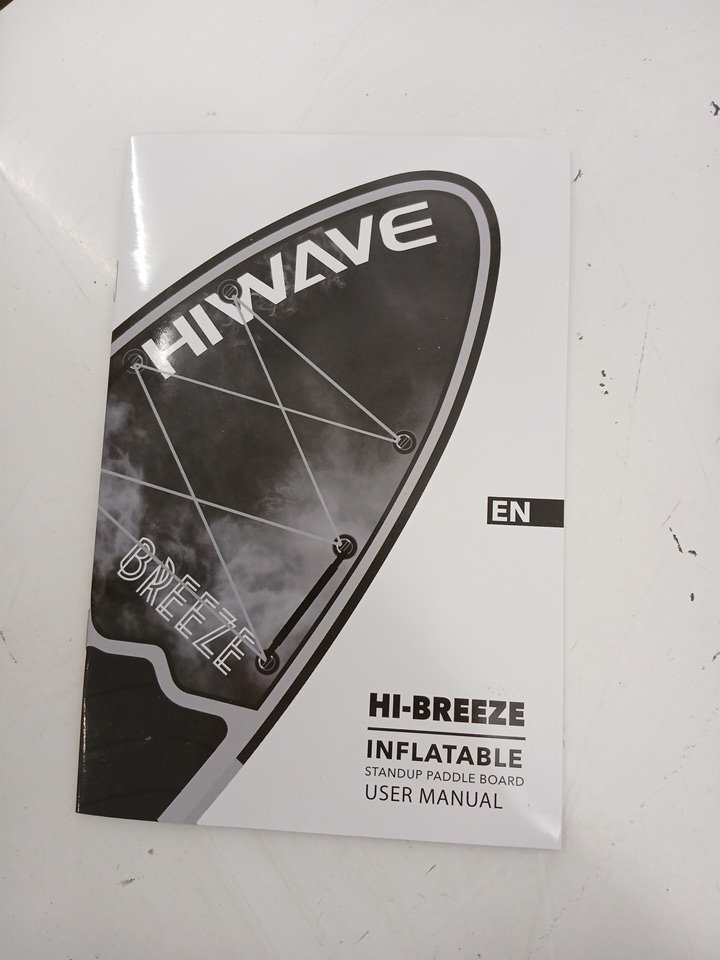 HIWAVE
BREEZE
EN
HI-BREEZE
INFLATABLE
STANDUP PADDLE BOARD
USER MANUAL